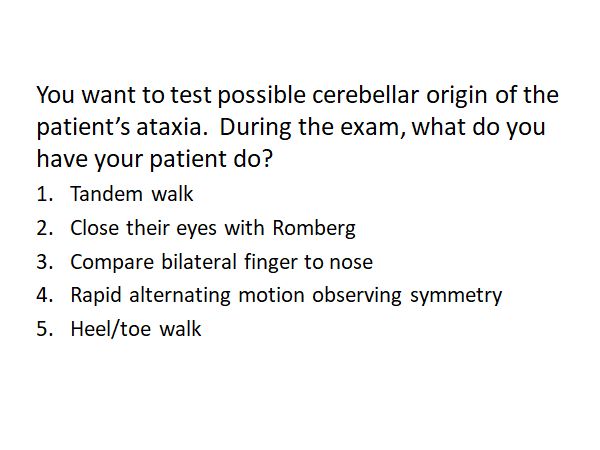 You want to test possible cerebellar origin of the
patient’s ataxia.  During the exam, what do you
have your patient do?
1. Tandem walk
2. Close their eyes with Romberg
3. Compare bilateral finger to nose
4. Rapid alternating motion observing symmetry
5. Heel/toe walk